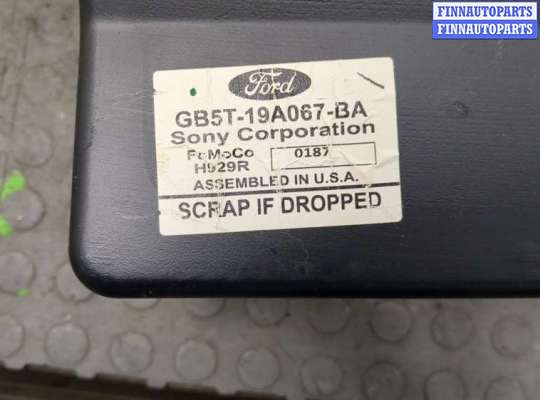 FINNAUTOPARTS
FINNAUTOPARTS
Ford
GB5T-19A067-BA
Sony Corporation
FoMoCo 0187
H929R
ASSEMBLED IN U.S.A.
SCRAP IF DROPPED